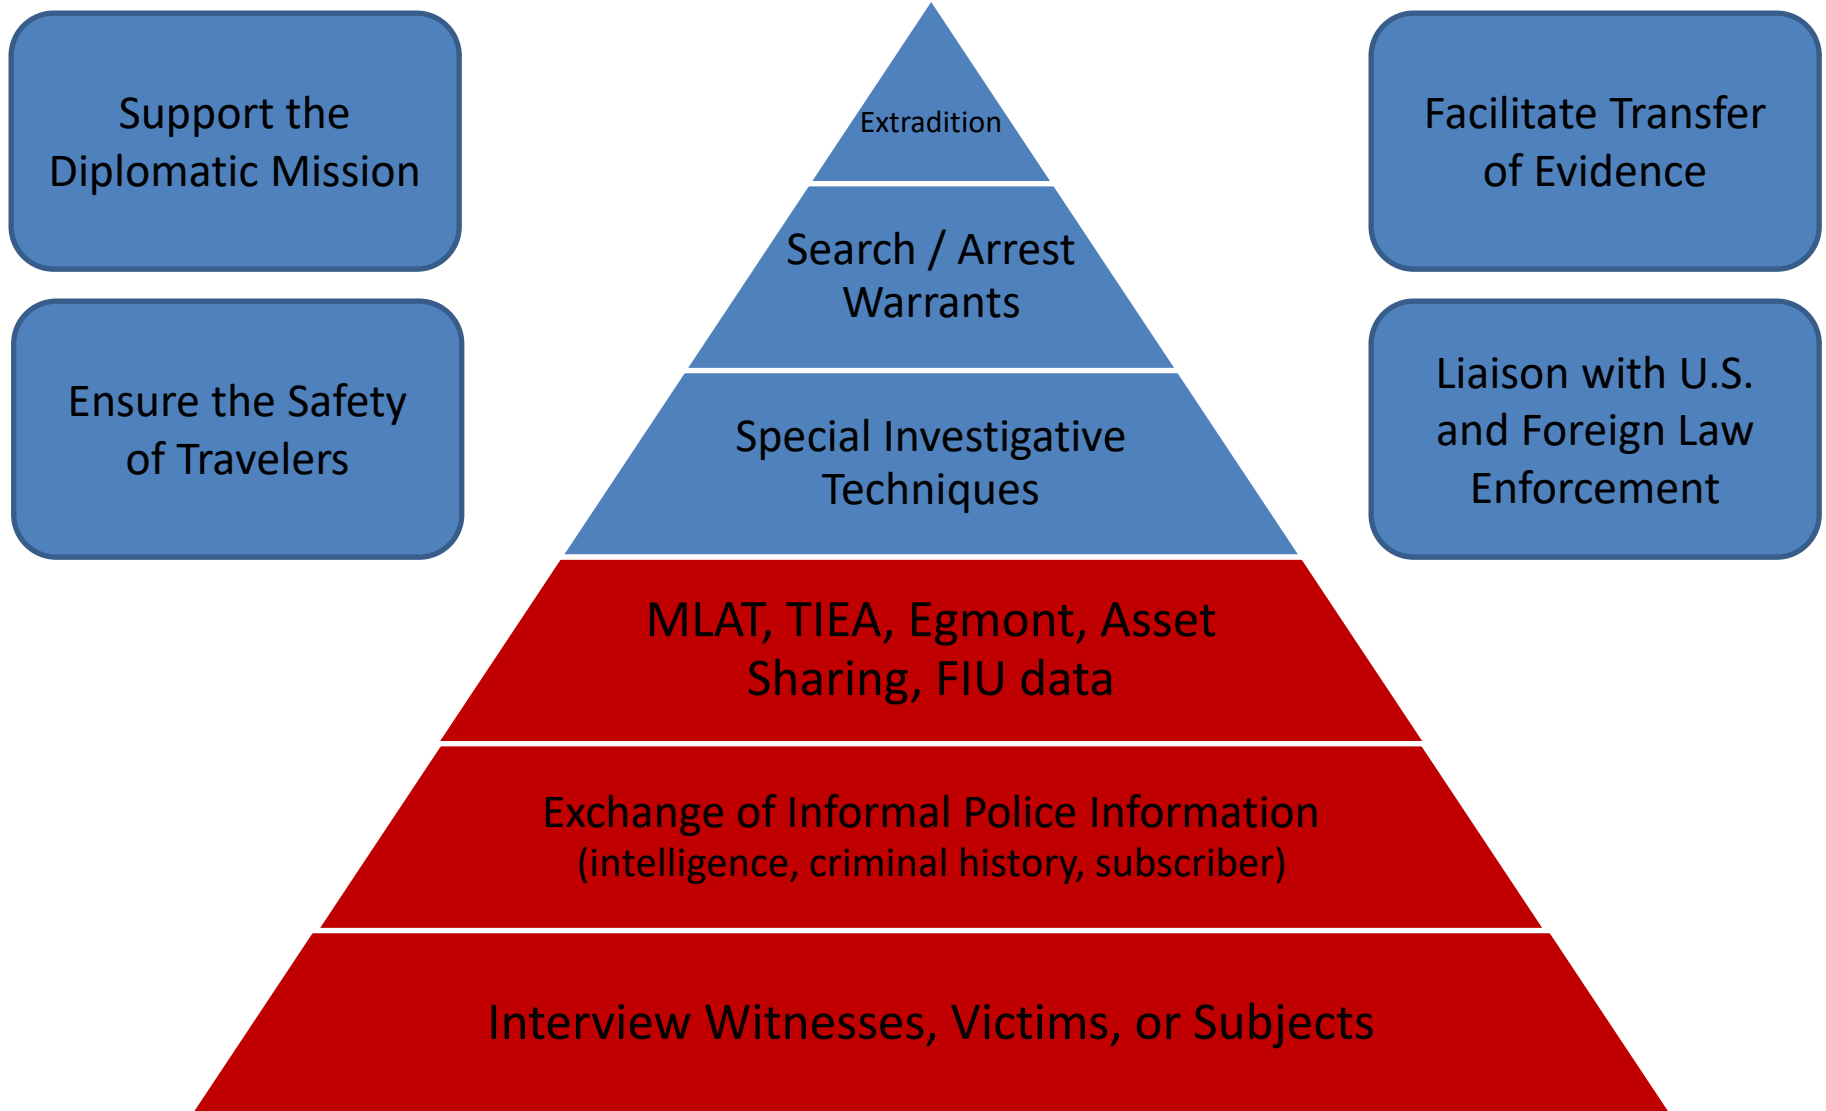 Support the
Diplomatic Mission
Ensure the Safety
of Travelers
Extradition
Search / Arrest
Warrants
Special Investigative
Techniques
MLAT, TIEA, Egmont, Asset
Sharing, FIU data
Exchange of Informal Police Information
(intelligence, criminal history, subscriber)
Interview Witnesses, Victims, or Subjects
Facilitate Transfer
of Evidence
Liaison with U.S.
and Foreign Law
Enforcement